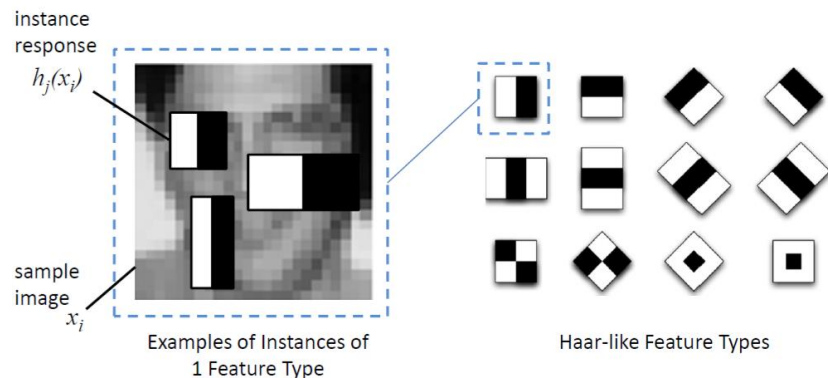 instance
response
hj(xi)
sample
image
xi
Examples of Instances of
1 Feature Type
Haar-like Feature Types